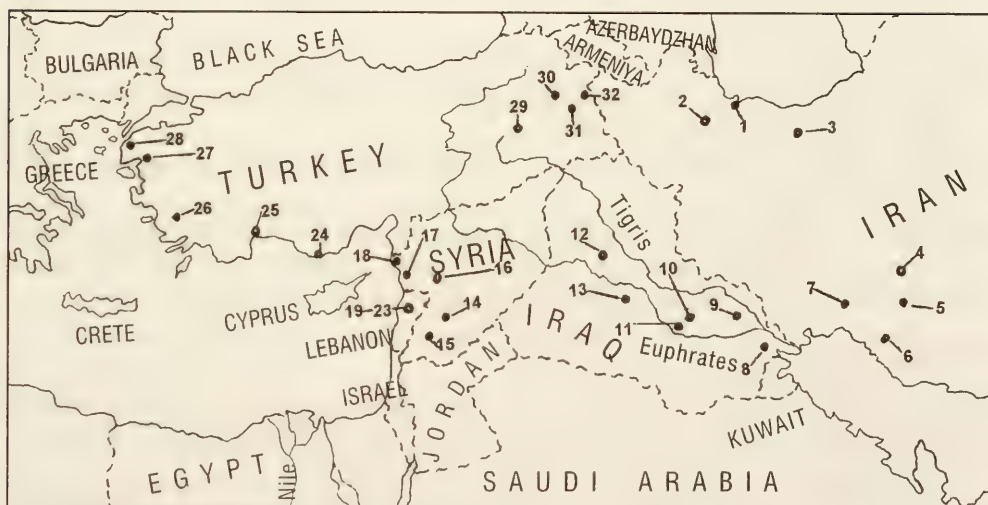 BULGARIA
BLACK SEA
AZERBAYDZHAN
ARMENIYA
GREECE
TURKEY
CRETE
CYPRUS
SYRIA
LEBANON
ISRAEL
JORDAN
IRAQ
Tigris
Euphrates
IRAN
KUWAIT
EGYPT
Nile
SAUDI ARABIA
1
2
3
4
5
6
7
8
9
10
11
12
13
14
15
16
17
18
19-23
24
25
26
27
28
29
30
31
32